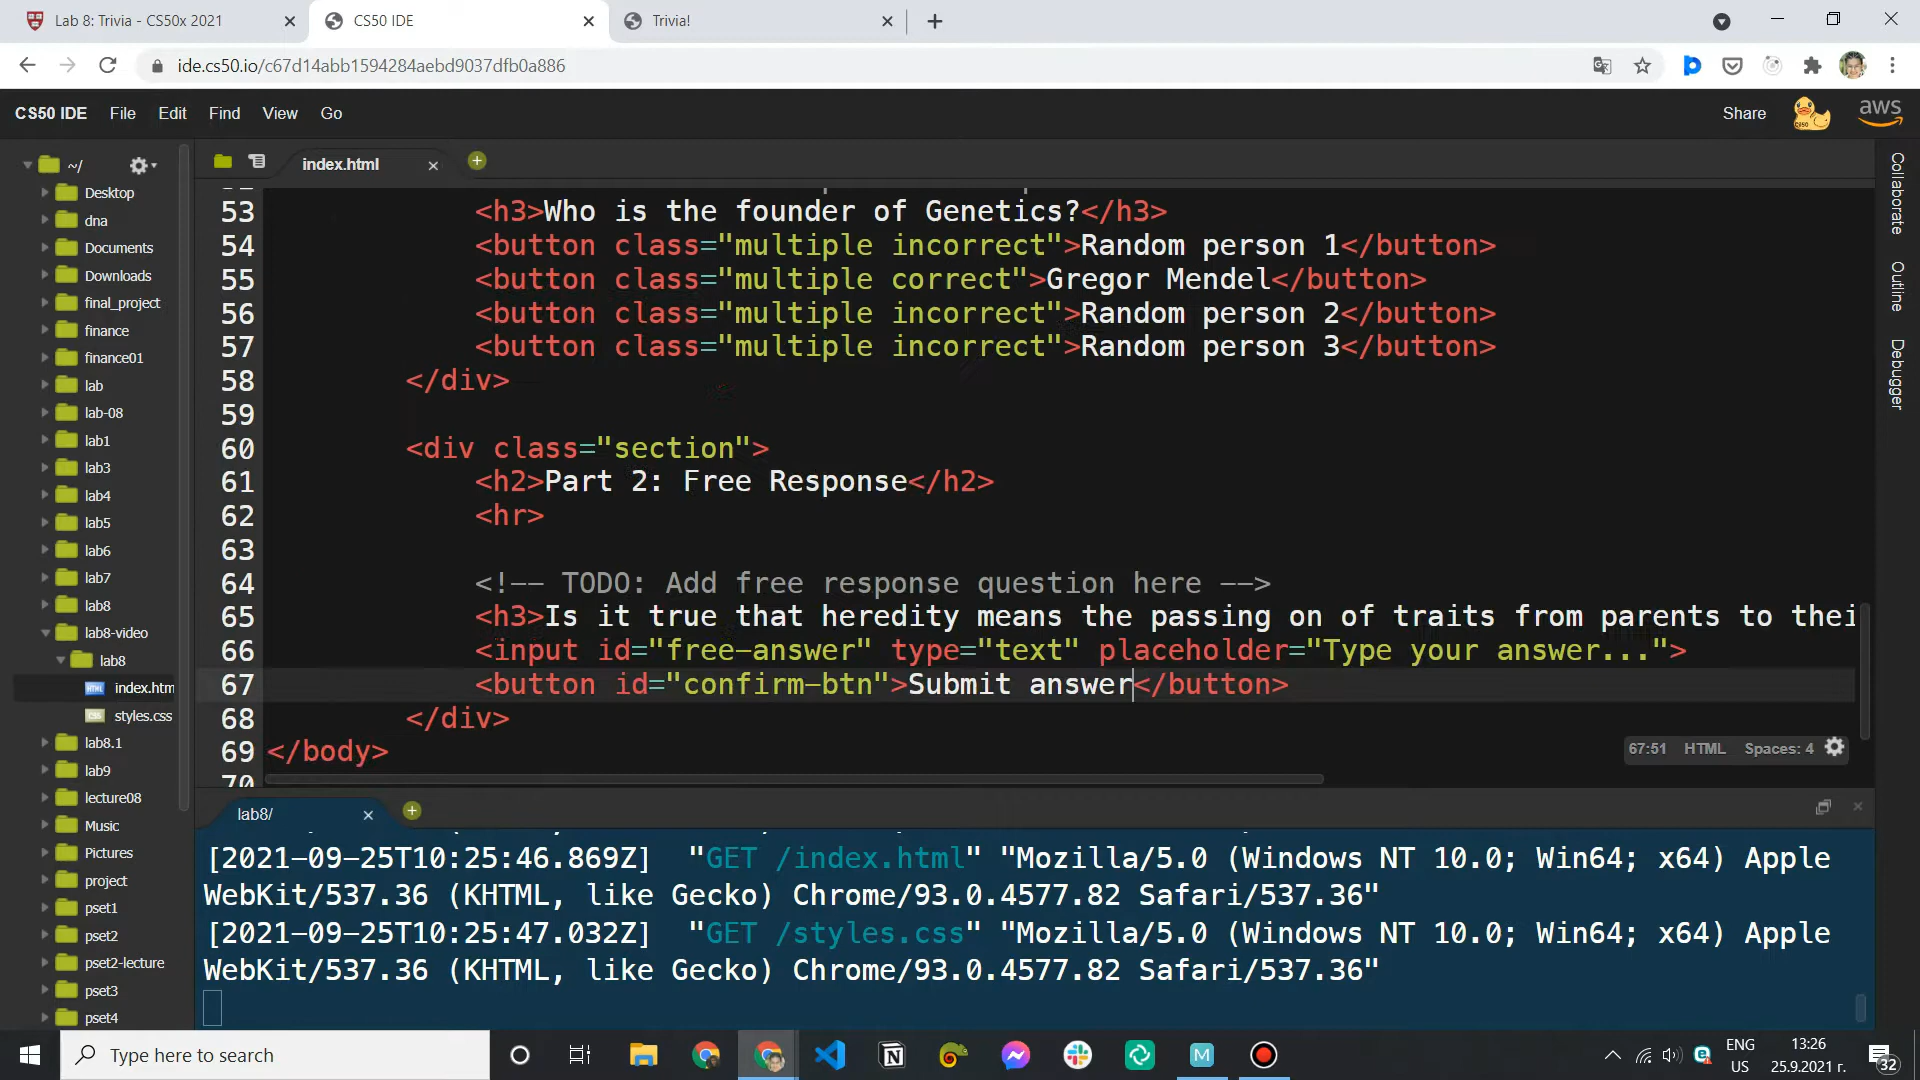 Lab 8: Trivia - CS50x 2021
CS50 IDE
Trivia!
ide.cs50.io/c67d14abb1594284aebd9037dfb0a886
CS50 IDE File Edit Find View Go
Share
aws
~/
index.html
Desktop
dna
Documents
Downloads
final_project
finance
finance01
lab
lab-08
lab1
lab3
lab4
lab5
lab6
lab7
lab8
lab8-video
lab8
index.htm
styles.css
lab8.1
lab9
lecture08
Music
Pictures
project
pset1
pset2
pset2-lecture
pset3
pset4
53 <h3>Who is the founder of Genetics?</h3>
54 <button class="multiple incorrect">Random person 1</button>
55 <button class="multiple correct">Gregor Mendel</button>
56 <button class="multiple incorrect">Random person 2</button>
57 <button class="multiple incorrect">Random person 3</button>
58 </div>
59
60 <div class="section">
61 <h2>Part 2: Free Response</h2>
62 <hr>
63
64 <!-- TODO: Add free response question here -->
65 <h3>Is it true that heredity means the passing on of traits from parents to thei
66 <input id="free-answer" type="text" placeholder="Type your answer...">
67 <button id="confirm-btn">Submit answer</button>
68 </div>
69 </body>
70
67:51 HTML Spaces: 4
Collaborate
Outline
Debugger
lab8/
[2021-09-25T10:25:46.869Z] "GET /index.html" "Mozilla/5.0 (Windows NT 10.0; Win64; x64) Apple
WebKit/537.36 (KHTML, like Gecko) Chrome/93.0.4577.82 Safari/537.36"
[2021-09-25T10:25:47.032Z] "GET /styles.css" "Mozilla/5.0 (Windows NT 10.0; Win64; x64) Apple
WebKit/537.36 (KHTML, like Gecko) Chrome/93.0.4577.82 Safari/537.36"
Type here to search
ENG
US
13:26
25.9.2021 г.
32